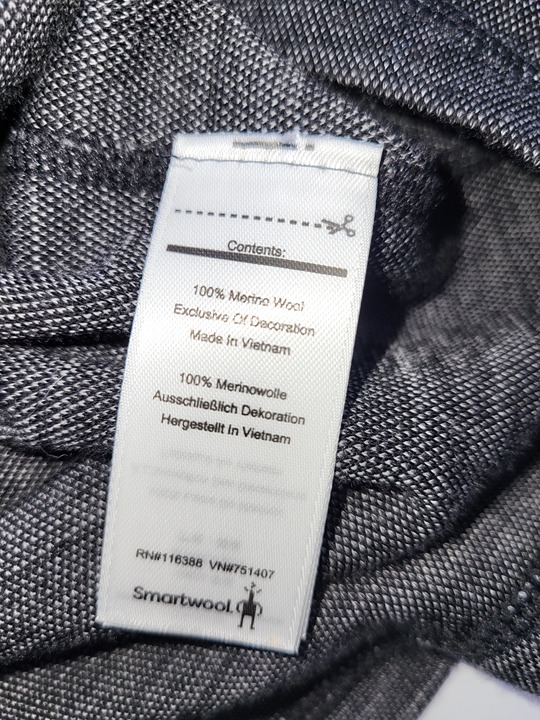 Contents:
100% Merino Wool
Exclusive Of Decoration
Made In Vietnam
100% Merinowolle
Ausschließlich Dekoration
Hergestellt In Vietnam
RN#116388 VN#751407
Smartwool